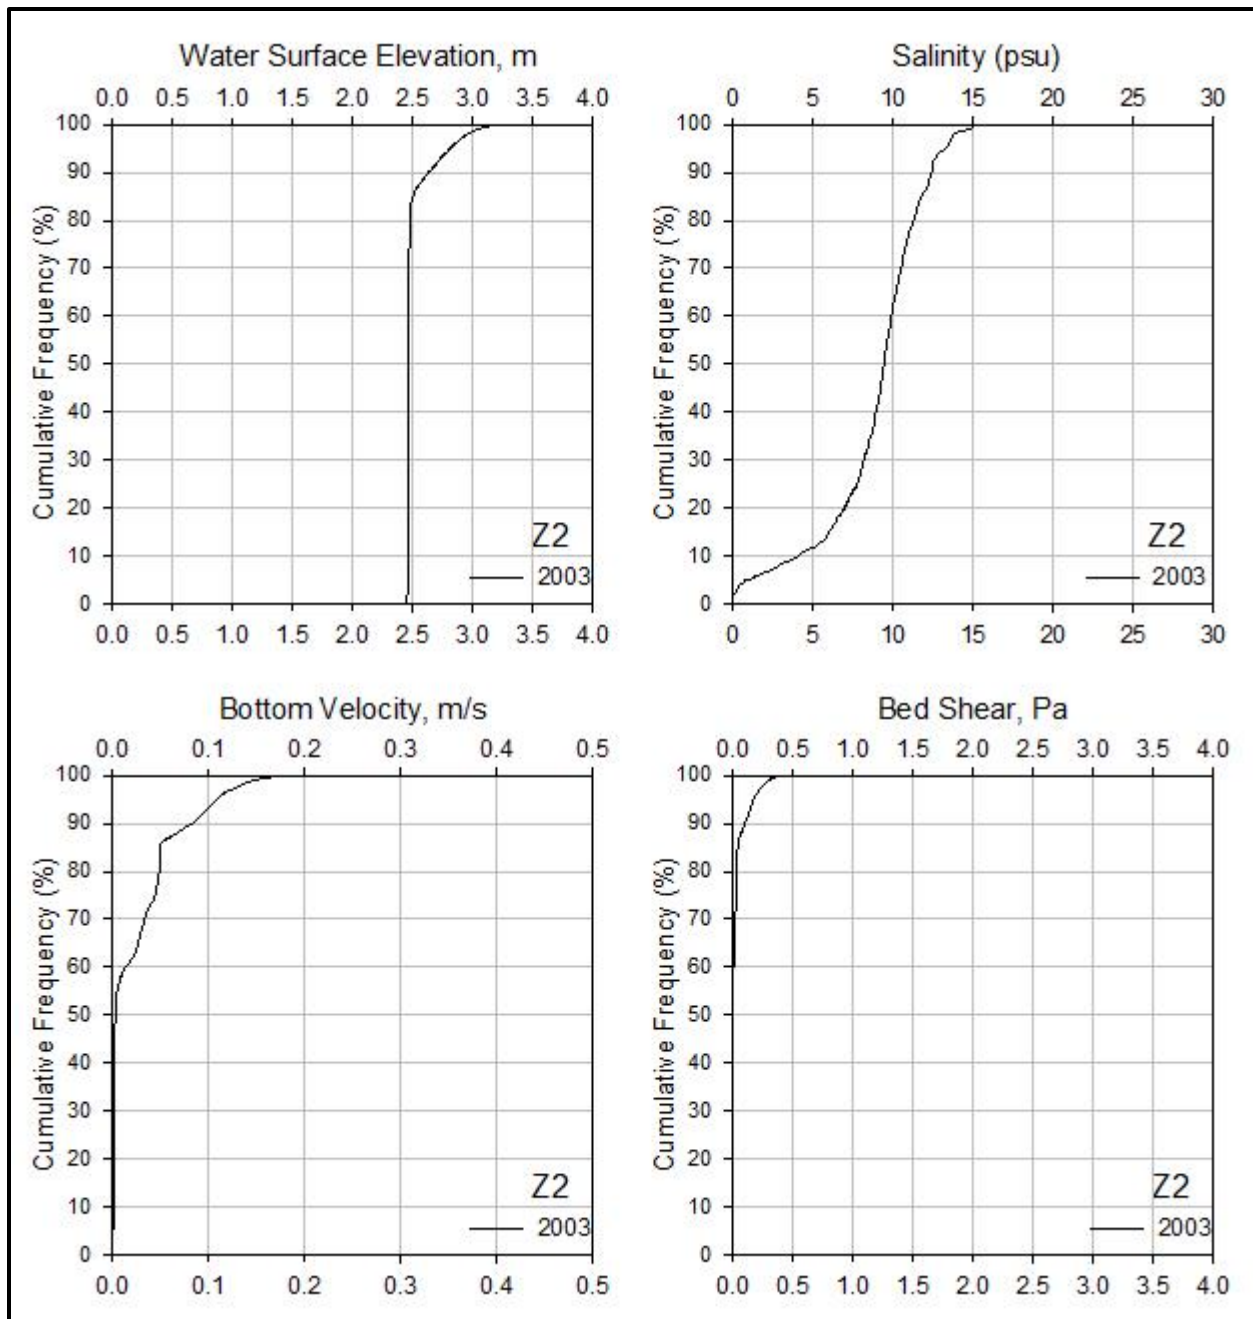 Water Surface Elevation, m
0.0 0.5 1.0 1.5 2.0 2.5 3.0 3.5 4.0
100
90
80
70
60
50
40
30
20
10
0
Cumulative Frequency (%)
Z2
2003
0.0 0.5 1.0 1.5 2.0 2.5 3.0 3.5 4.0
Salinity (psu)
0 5 10 15 20 25 30
100
90
80
70
60
50
40
30
20
10
0
Cumulative Frequency (%)
Z2
2003
0 5 10 15 20 25 30
Bottom Velocity, m/s
0.0 0.1 0.2 0.3 0.4 0.5
100
90
80
70
60
50
40
30
20
10
0
Cumulative Frequency (%)
Z2
2003
0.0 0.1 0.2 0.3 0.4 0.5
Bed Shear, Pa
0.0 0.5 1.0 1.5 2.0 2.5 3.0 3.5 4.0
100
90
80
70
60
50
40
30
20
10
0
Cumulative Frequency (%)
Z2
2003
0.0 0.5 1.0 1.5 2.0 2.5 3.0 3.5 4.0